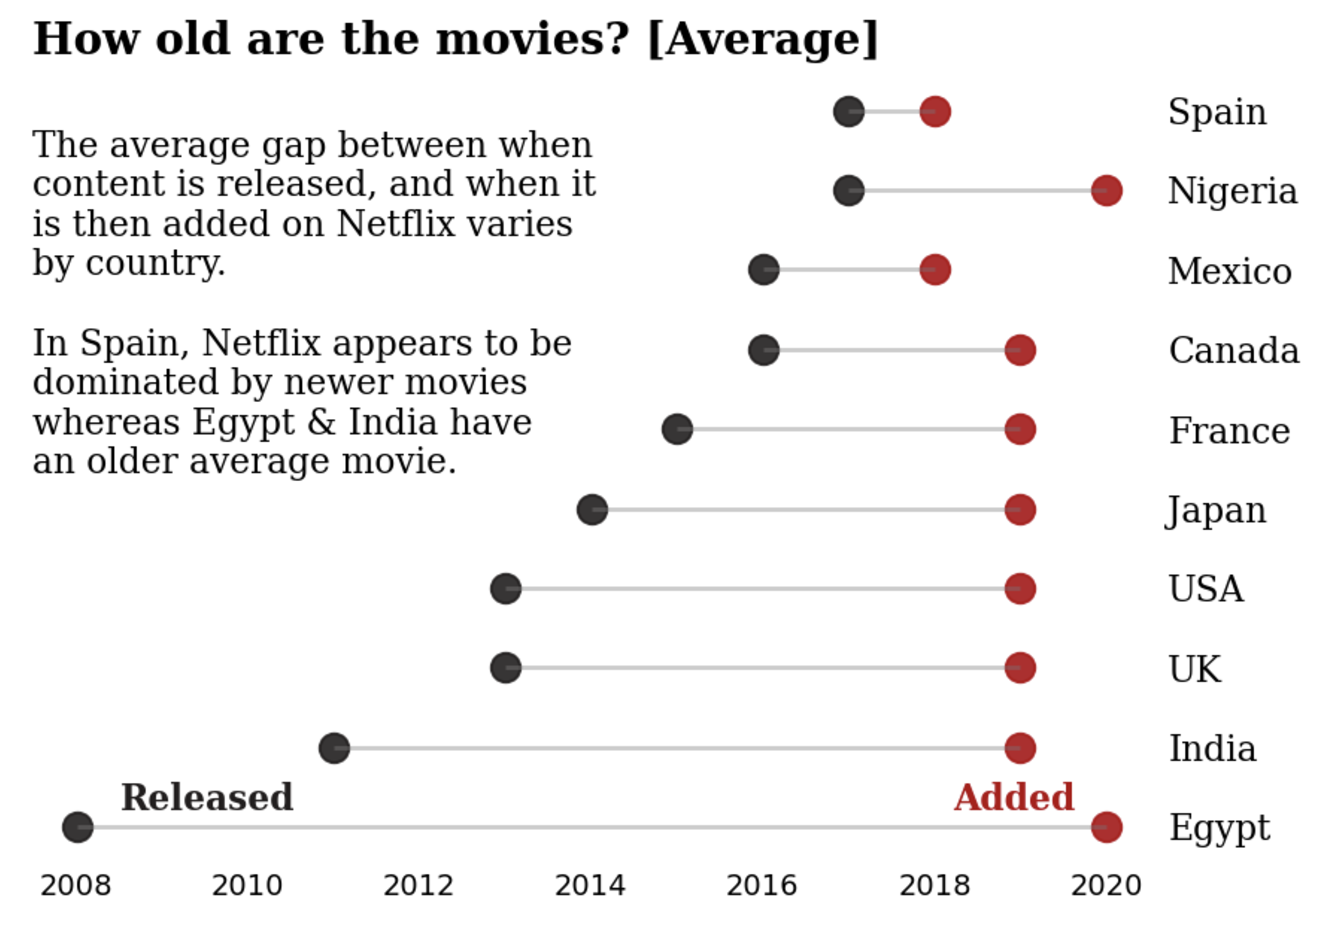 How old are the movies? [Average]
The average gap between when
content is released, and when it
is then added on Netflix varies
by country.
In Spain, Netflix appears to be
dominated by newer movies
whereas Egypt & India have
an older average movie.
Spain
Nigeria
Mexico
Canada
France
Japan
USA
UK
India
Released Added
Egypt
2008 2010 2012 2014 2016 2018 2020